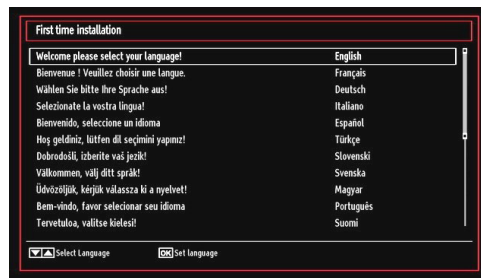 First time installation
Welcome please select your language! English
Bienvenue ! Veuillez choisir une langue. Français
Wählen Sie bitte Ihre Sprache aus! Deutsch
Selezionate la vostra lingua! Italiano
Bienvenido, seleccione un idioma Español
Hoş geldiniz, lütfen dil seçimini yapınız! Türkçe
Dobrodošli, izberite vaš jezik! Slovenski
Välkommen, välj ditt språk! Svenska
Üdvözöljük, kérjük válassza ki a nyelvet! Magyar
Bem-vindo, favor selecionar seu idioma Português
Tervetuloa, valitse kielesi! Suomi
Select Language OK Set language